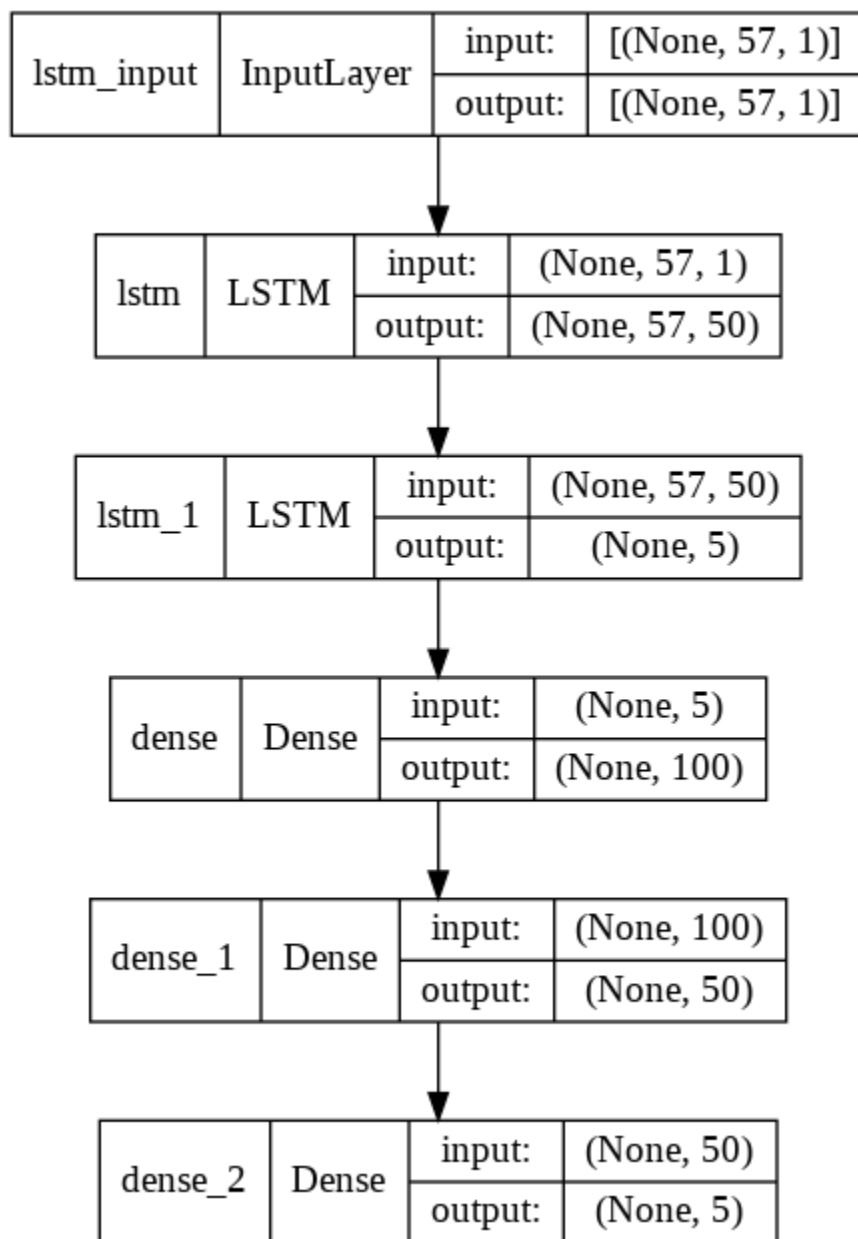 lstm_input InputLayer input: [(None, 57, 1)]
output: [(None, 57, 1)]
lstm LSTM input: (None, 57, 1)
output: (None, 57, 50)
lstm_1 LSTM input: (None, 57, 50)
output: (None, 5)
dense Dense input: (None, 5)
output: (None, 100)
dense_1 Dense input: (None, 100)
output: (None, 50)
dense_2 Dense input: (None, 50)
output: (None, 5)